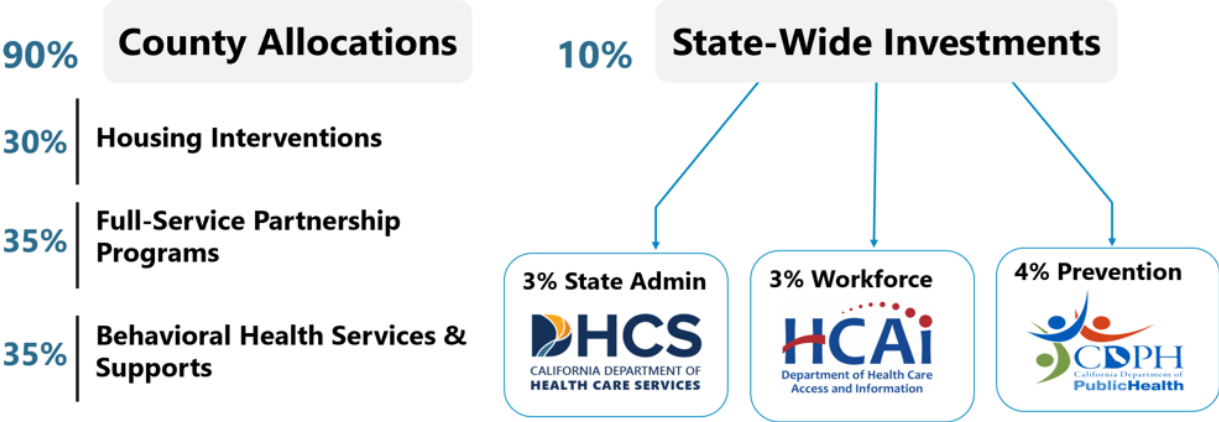 90%
County Allocations
30%
Housing Interventions
35%
Full-Service Partnership
Programs
35%
Behavioral Health Services &
Supports
10%
State-Wide Investments
3% State Admin
DHCS
CALIFORNIA DEPARTMENT OF
HEALTH CARE SERVICES
3% Workforce
HCAi
Department of Health Care
Access and Information
4% Prevention
CDPH
California Department of
PublicHealth